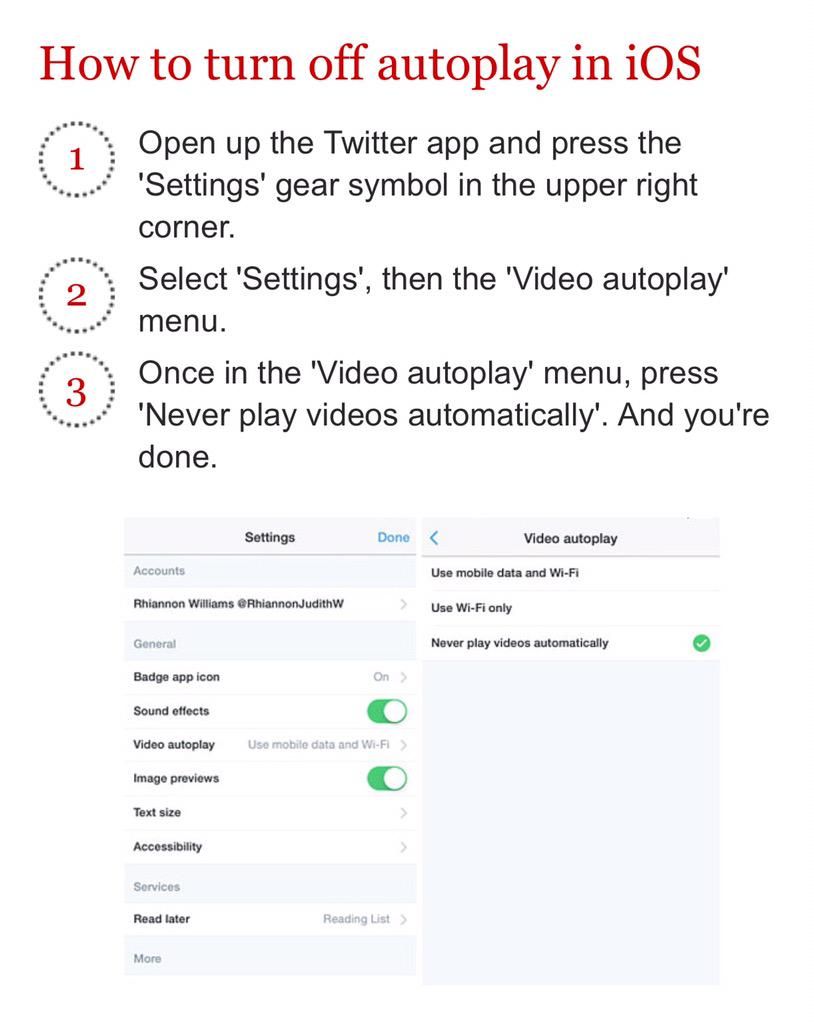 How to turn off autoplay in iOS
1
Open up the Twitter app and press the
'Settings' gear symbol in the upper right
corner.
2
Select 'Settings', then the 'Video autoplay'
menu.
3
Once in the 'Video autoplay' menu, press
'Never play videos automatically'. And you're
done.
Settings Done
Accounts
Rhiannon Williams @RhiannonJudithW
General
Badge app icon On
Sound effects
Video autoplay Use mobile data and Wi-Fi
Image previews
Text size
Accessibility
Services
Read later Reading List
More
Video autoplay
Use mobile data and Wi-Fi
Use Wi-Fi only
Never play videos automatically